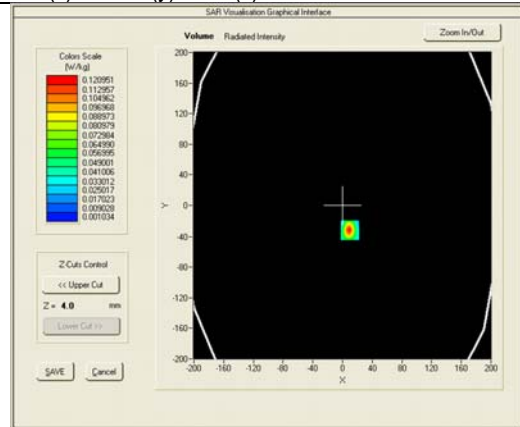 SAR Visualisation Graphical Interface
Volume Radiated Intensity
Zoom In/Out
Colors Scale
(W/kg)
0.120951
0.112957
0.104962
0.096968
0.088973
0.080979
0.072984
0.064990
0.056995
0.049001
0.041006
0.033012
0.025017
0.017023
0.009028
0.001034
200
160
120
80
40
Y
0
-40
-80
-120
-160
-200
-200 -160 -120 -80 -40 0 40 80 120 160 200
X
Z-Cuts Control
<< Upper Cut
Z = 4.0 mm
Lower Cut >>
SAVE
Cancel